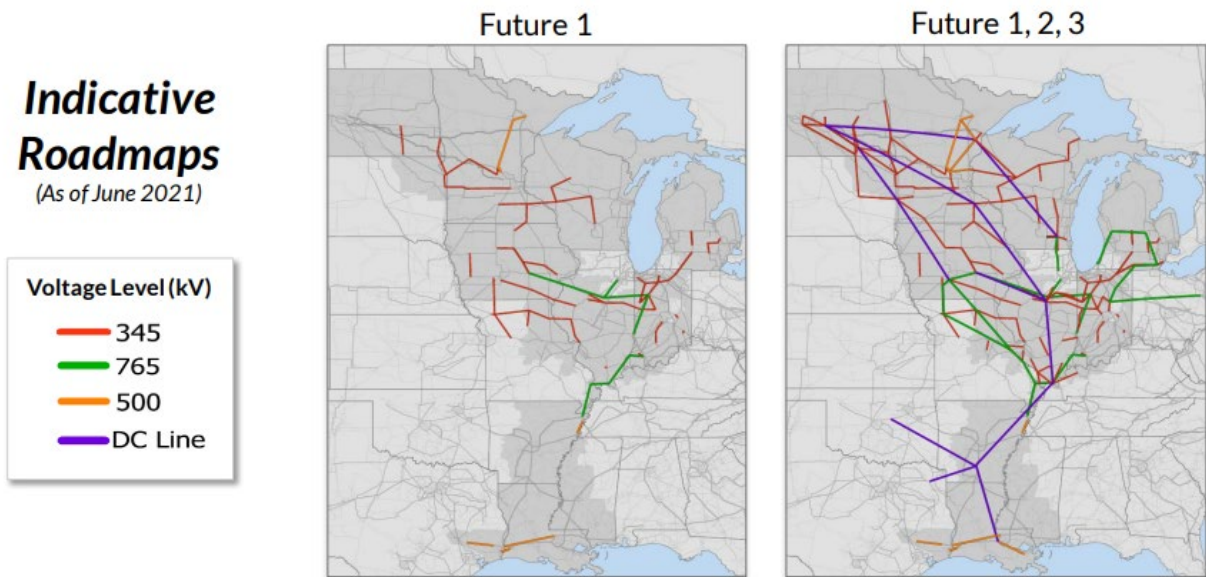 Indicative
Roadmaps
(As of June 2021)
Voltage Level (kV)
345
765
500
DC Line
Future 1
Future 1, 2, 3